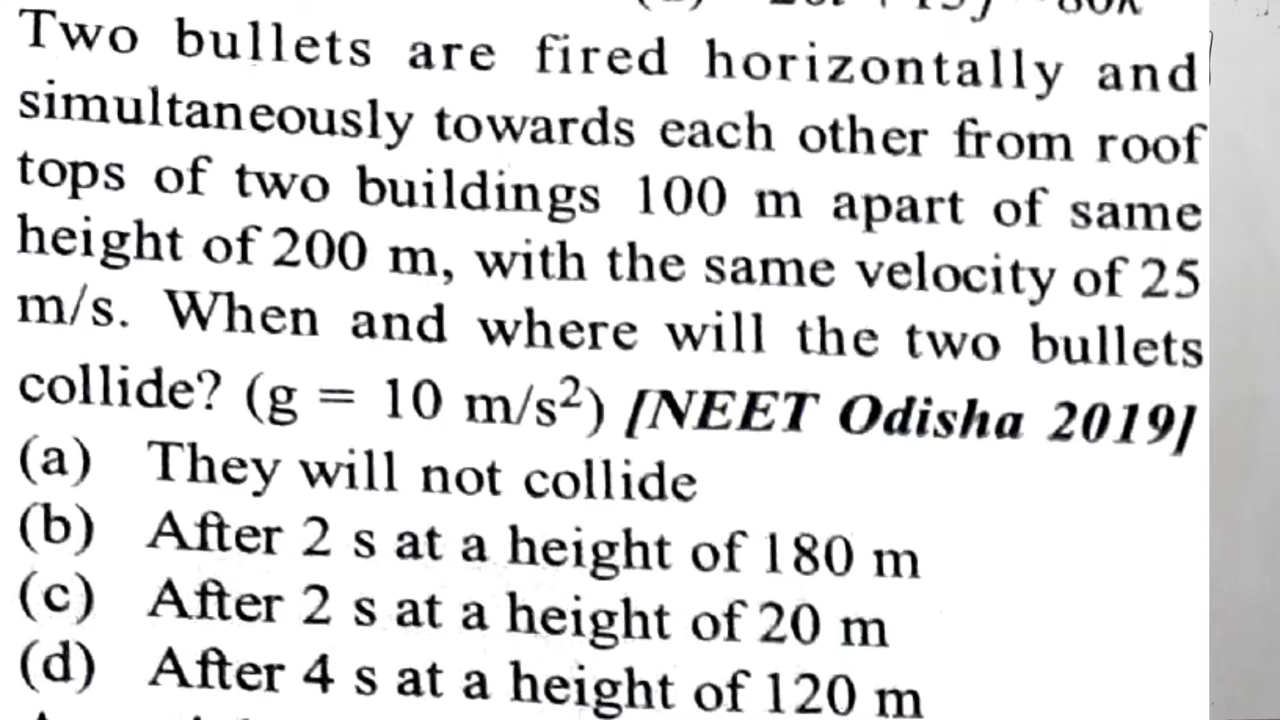 Two bullets are fired horizontally and
simultaneously towards each other from roof
tops of two buildings 100 m apart of same
height of 200 m, with the same velocity of 25
m/s. When and where will the two bullets
collide? (g = 10 m/s²) [NEET Odisha 2019]
(a) They will not collide
(b) After 2 s at a height of 180 m
(c) After 2 s at a height of 20 m
(d) After 4 s at a height of 120 m